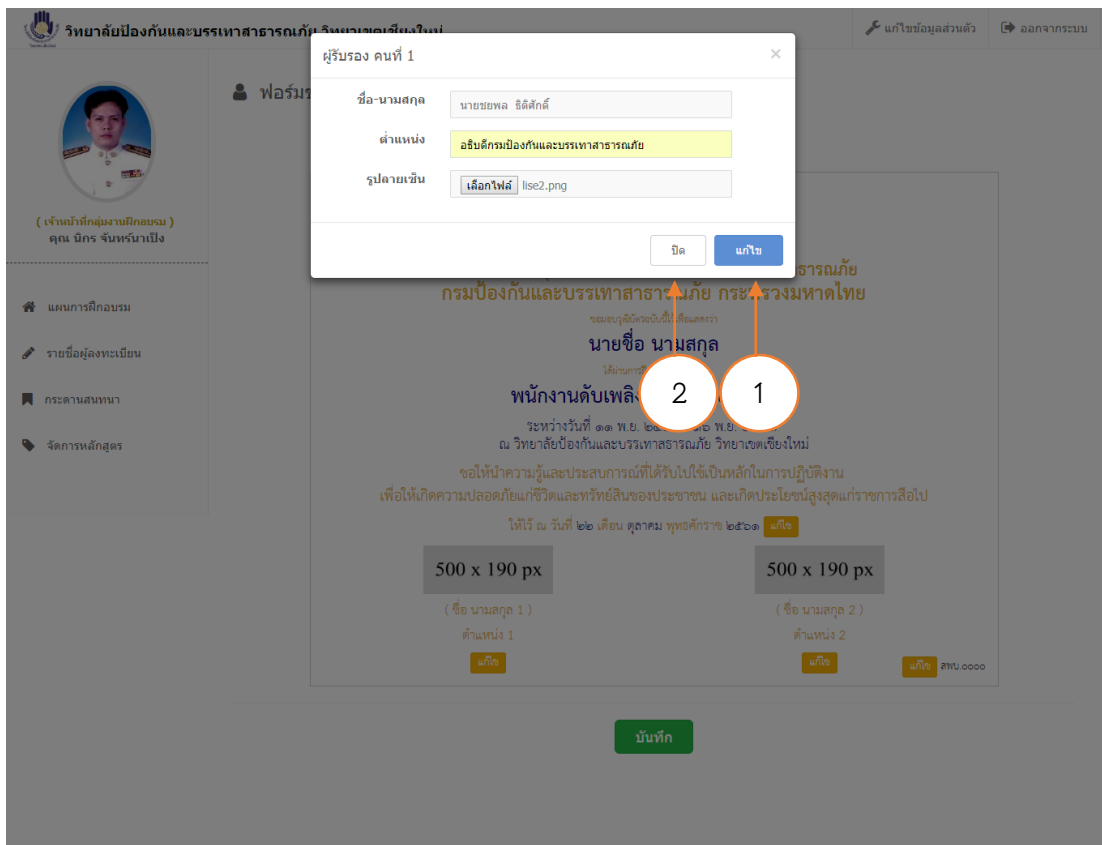 วิทยาลัยป้องกันและบรรเทาสาธารณภัย วิทยาเขตเชียงใหม่
แก้ไขข้อมูลส่วนตัว
ออกจากระบบ
ผู้รับรอง คนที่ 1
×
ชื่อ-นามสกุล
นายชยพล ธิติศักดิ์
ตำแหน่ง
อธิบดีกรมป้องกันและบรรเทาสาธารณภัย
รูปลายเซ็น
เลือกไฟล์ lise2.png
ปิด
แก้ไข
( เจ้าหน้าที่กลุ่มงานฝึกอบรม )
คุณ นิกร จันทร์นาเปิง
แผนการฝึกอบรม
รายชื่อผู้ลงทะเบียน
กระดานสนทนา
จัดการหลักสูตร
กรมป้องกันและบรรเทาสาธารณภัย กระทรวงมหาดไทย
ขอมอบวุฒิบัตรฉบับนี้ไว้เพื่อแสดงว่า
นายชื่อ นามสกุล
พนักงานดับเพลิง
2
1
ระหว่างวันที่ ๑๑ พ.ย.
ณ วิทยาลัยป้องกันและบรรเทาสธารณภัย วิทยาเขตเชียงใหม่
ขอให้นำความรู้และประสบการณ์ที่ได้รับไปใช้เป็นหลักในการปฏิบัติงาน
เพื่อให้เกิดความปลอดภัยแก่ชีวิตและทรัพย์สินของประชาชน และเกิดประโยชน์สูงสุดแก่ราชการสือไป
ให้ไว้ ณ วันที่ ๒๒ เดือน ตุลาคม พุทธศักราช ๒๕๖๑ แก้ไข
500 x 190 px
500 x 190 px
( ชื่อ นามสกุล 1 )
( ชื่อ นามสกุล 2 )
ตำแหน่ง 1
ตำแหน่ง 2
แก้ไข
แก้ไข
แก้ไข สพบ.๐๐๐๐
บันทึก